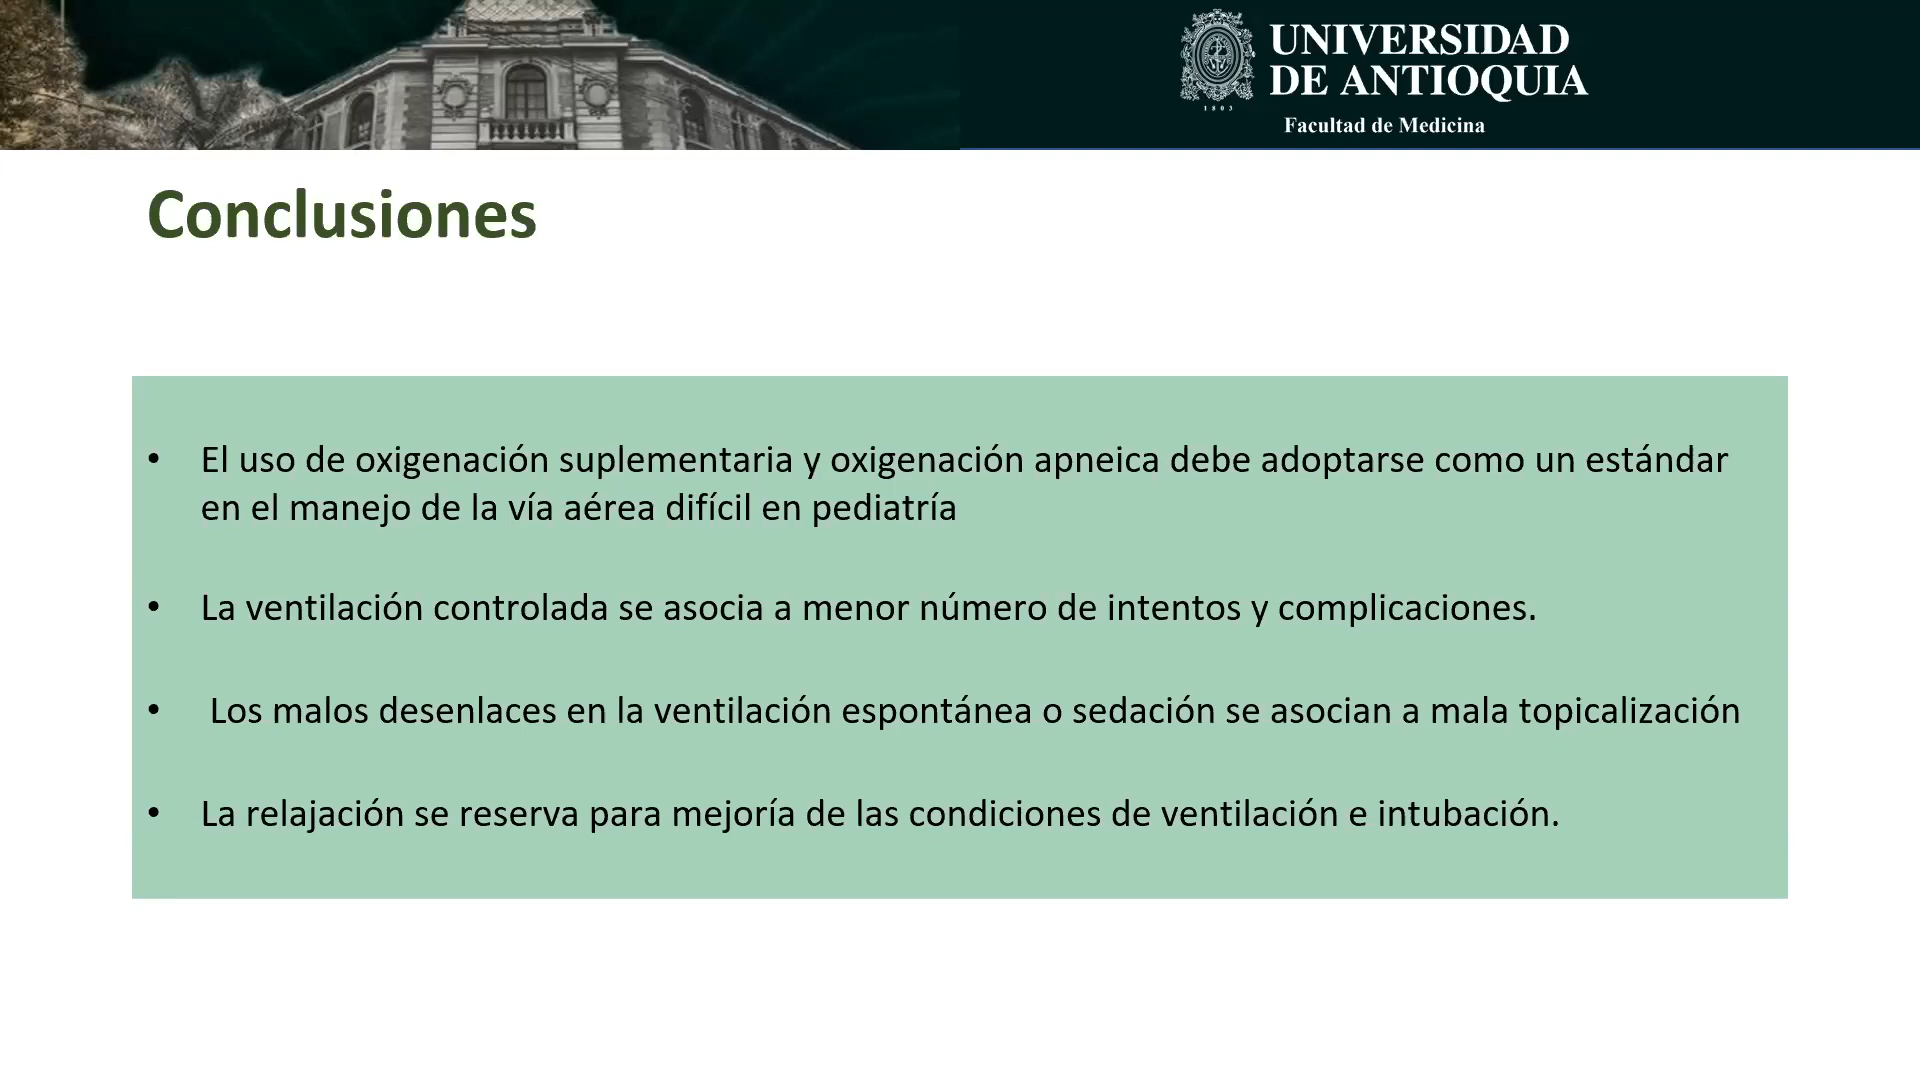 UNIVERSIDAD
DE ANTIOQUIA
1803
Facultad de Medicina
Conclusiones
• El uso de oxigenación suplementaria y oxigenación apneica debe adoptarse como un estándar
en el manejo de la vía aérea difícil en pediatría
• La ventilación controlada se asocia a menor número de intentos y complicaciones.
• Los malos desenlaces en la ventilación espontánea o sedación se asocian a mala topicalización
• La relajación se reserva para mejoría de las condiciones de ventilación e intubación.